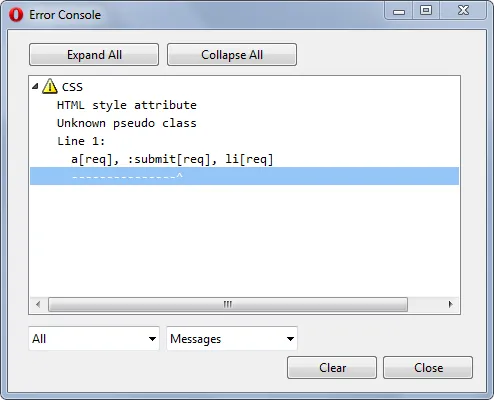 Error Console
Expand All
Collapse All
CSS
HTML style attribute
Unknown pseudo class
Line 1:
a[req], :submit[req], li[req]
---------------^
All
Messages
Clear
Close